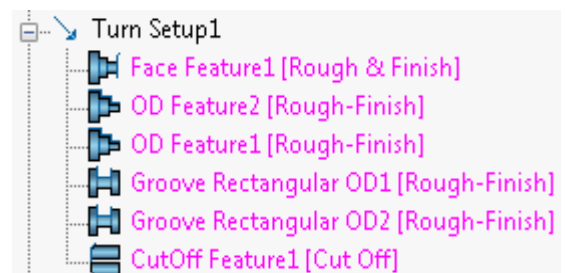 Turn Setup1
Face Feature1 [Rough & Finish]
OD Feature2 [Rough-Finish]
OD Feature1 [Rough-Finish]
Groove Rectangular OD1 [Rough-Finish]
Groove Rectangular OD2 [Rough-Finish]
CutOff Feature1 [Cut Off]